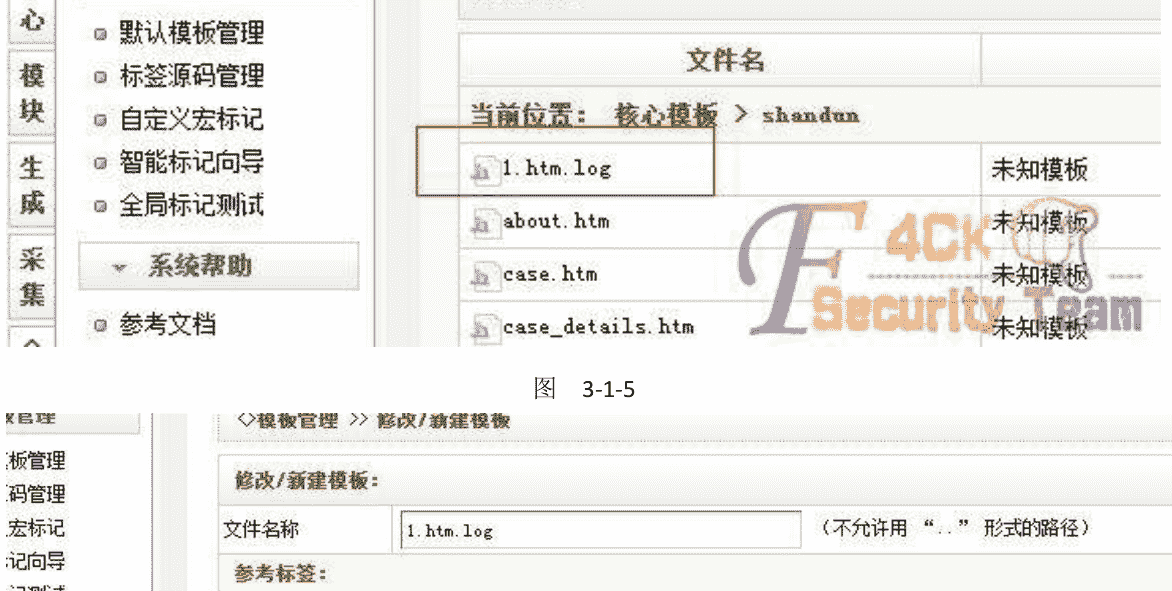 心
模
块
生
成
采
集
默认模板管理
标签源码管理
自定义宏标记
智能标记向导
全局标记测试
系统帮助
参考文档
文件名
当前位置: 核心模板 > shandun
1.htm.log 未知模板
about.htm 未知模板
case.htm 未知模板
case_details.htm 未知模板
F4CK
Security Team
图 3-1-5
管理
◇模板管理 >> 修改/新建模板
板管理
码管理
宏标记
记向导
修改/新建模板:
文件名称 1.htm.log (不允许用 “..” 形式的路径)
参考标签: